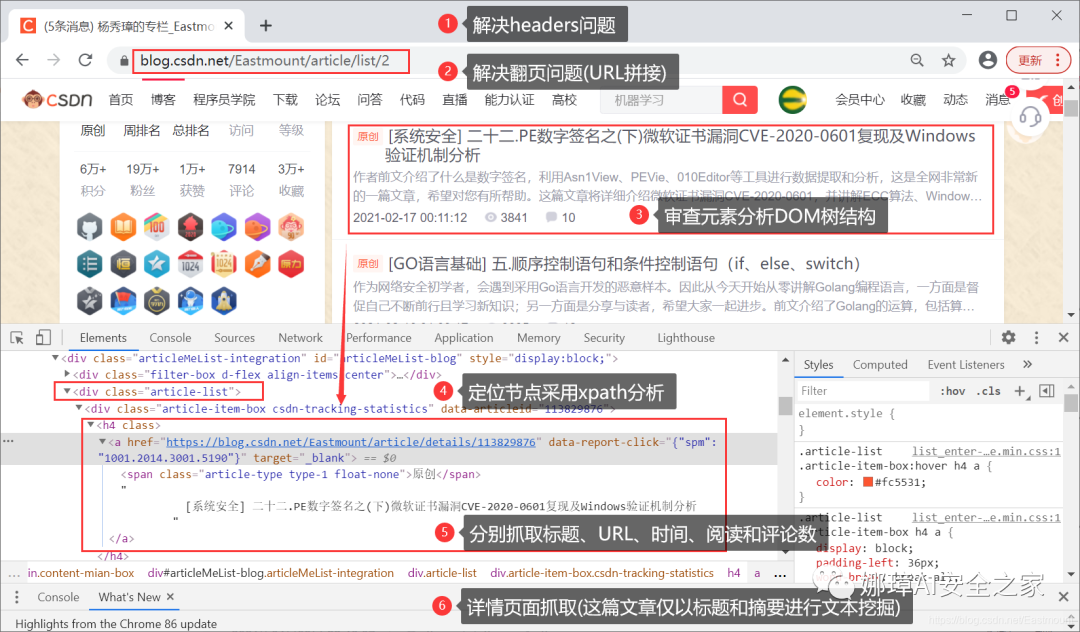 (5条消息) 杨秀璋的专栏_Eastmo
1 解决headers问题
blog.csdn.net/Eastmount/article/list/2
更新
2 解决翻页问题(URL拼接)
CSDN 首页 博客 程序员学院 下载 论坛 问答 代码 直播 能力认证 高校 机器学习 会员中心 收藏 动态 消息 5 创
原创 周排名 总排名 访问 等级
6万+ 19万+ 1万+ 7914 3万+
积分 粉丝 获赞 评论 收藏
100
1024
1024
恒
原力
原创 [系统安全] 二十二.PE数字签名之(下)微软证书漏洞CVE-2020-0601复现及Windows
验证机制分析
作者前文介绍了什么是数字签名，利用Asn1View、PEVie、010Editor等工具进行数据提取和分析，这是全网非常新
的一篇文章，希望对您有所帮助。这篇文章将详细介绍微软证书漏洞CVE-2020-0601，并讲解ECC算法、Window...
2021-02-17 00:11:12 3841 10
3 审查元素分析DOM树结构
原创 [GO语言基础] 五.顺序控制语句和条件控制语句（if、else、switch）
作为网络安全初学者，会遇到采用Go语言开发的恶意样本。因此从今天开始从零讲解Golang编程语言，一方面是督
促自己不断前行且学习新知识；另一方面是分享与读者，希望大家一起进步。前文介绍了Golang的运算，包括算...
Elements Console Sources Network Performance Application Memory Security Lighthouse
<div class="articleMeList-integration" id="articleMeList-blog" style="display:block;">
<div class="filter-box d-flex align-items-center">…</div>
<div class="article-list">
4 定位节点采用xpath分析
<div class="article-item-box csdn-tracking-statistics" data-articleid="113829876">
<h4 class>
<a href="https://blog.csdn.net/Eastmount/article/details/113829876" data-report-click="{"spm":
"1001.2014.3001.5190"}" target="_blank"> == $0
<span class="article-type type-1 float-none">原创</span>
"
[系统安全] 二十二.PE数字签名之(下)微软证书漏洞CVE-2020-0601复现及Windows验证机制分析
"
5 分别抓取标题、URL、时间、阅读和评论数
</a>
</h4>
... in.content-mian-box div#articleMeList-blog.articleMeList-integration div.article-list div.article-item-box.csdn-tracking-statistics h4 a ...
Styles Computed Event Listeners »
Filter :hov .cls +
element.style {
}
.article-list list_enter-…e.min.css:1
.article-item-box:hover h4 a {
color: #fc5531;
}
.article-list list_enter-…e.min.css:1
.article-item-box h4 a {
display: block;
padding-left: 36px;
Console What's New ×
6 详情页面抓取(这篇文章仅以标题和摘要进行文本挖掘)
娜璋AI安全之家
Highlights from the Chrome 86 update